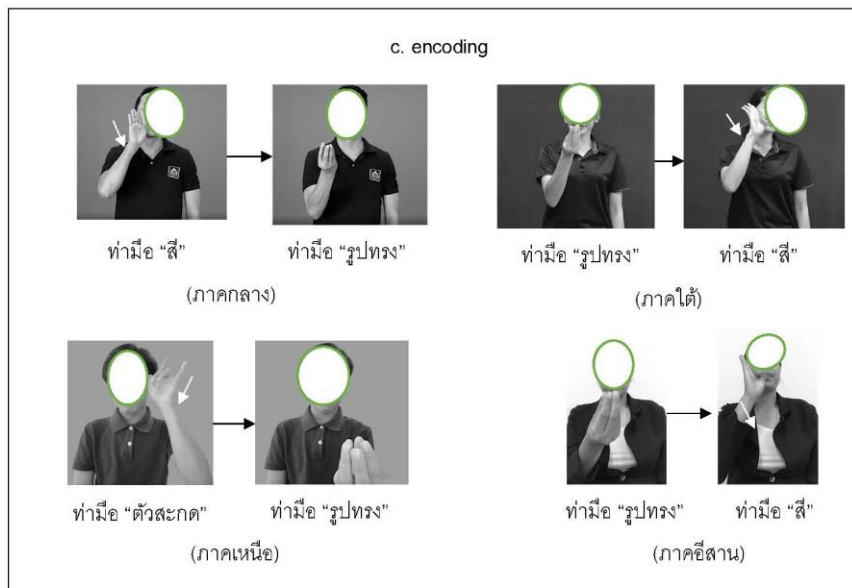 c. encoding
ท่ามือ “สี” ท่ามือ “รูปทรง”
(ภาคกลาง)
ท่ามือ “รูปทรง” ท่ามือ “สี”
(ภาคใต้)
ท่ามือ “ตัวสะกด” ท่ามือ “รูปทรง”
(ภาคเหนือ)
ท่ามือ “รูปทรง” ท่ามือ “สี”
(ภาคอีสาน)